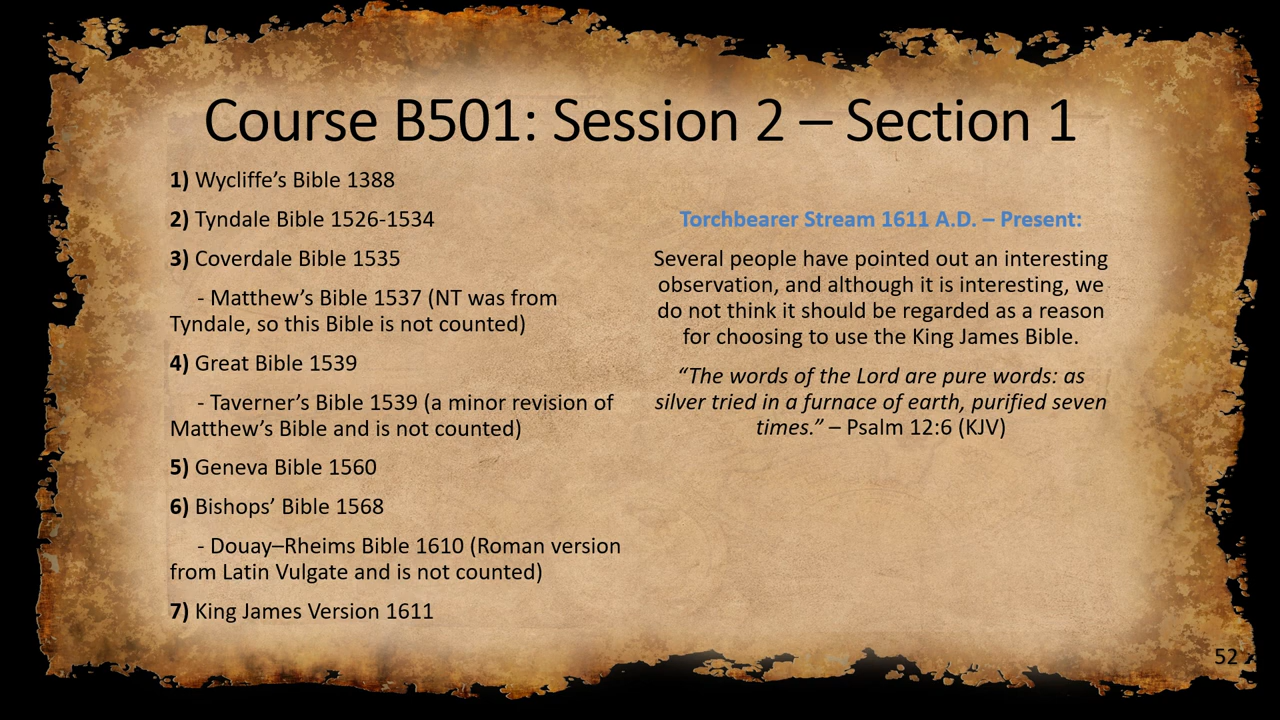 Course B501: Session 2 – Section 1
1) Wycliffe’s Bible 1388
2) Tyndale Bible 1526-1534
3) Coverdale Bible 1535
- Matthew’s Bible 1537 (NT was from
Tyndale, so this Bible is not counted)
4) Great Bible 1539
- Taverner’s Bible 1539 (a minor revision of
Matthew’s Bible and is not counted)
5) Geneva Bible 1560
6) Bishops’ Bible 1568
- Douay–Rheims Bible 1610 (Roman version
from Latin Vulgate and is not counted)
7) King James Version 1611
Torchbearer Stream 1611 A.D. – Present:
Several people have pointed out an interesting
observation, and although it is interesting, we
do not think it should be regarded as a reason
for choosing to use the King James Bible.
“The words of the Lord are pure words: as
silver tried in a furnace of earth, purified seven
times.” – Psalm 12:6 (KJV)
52